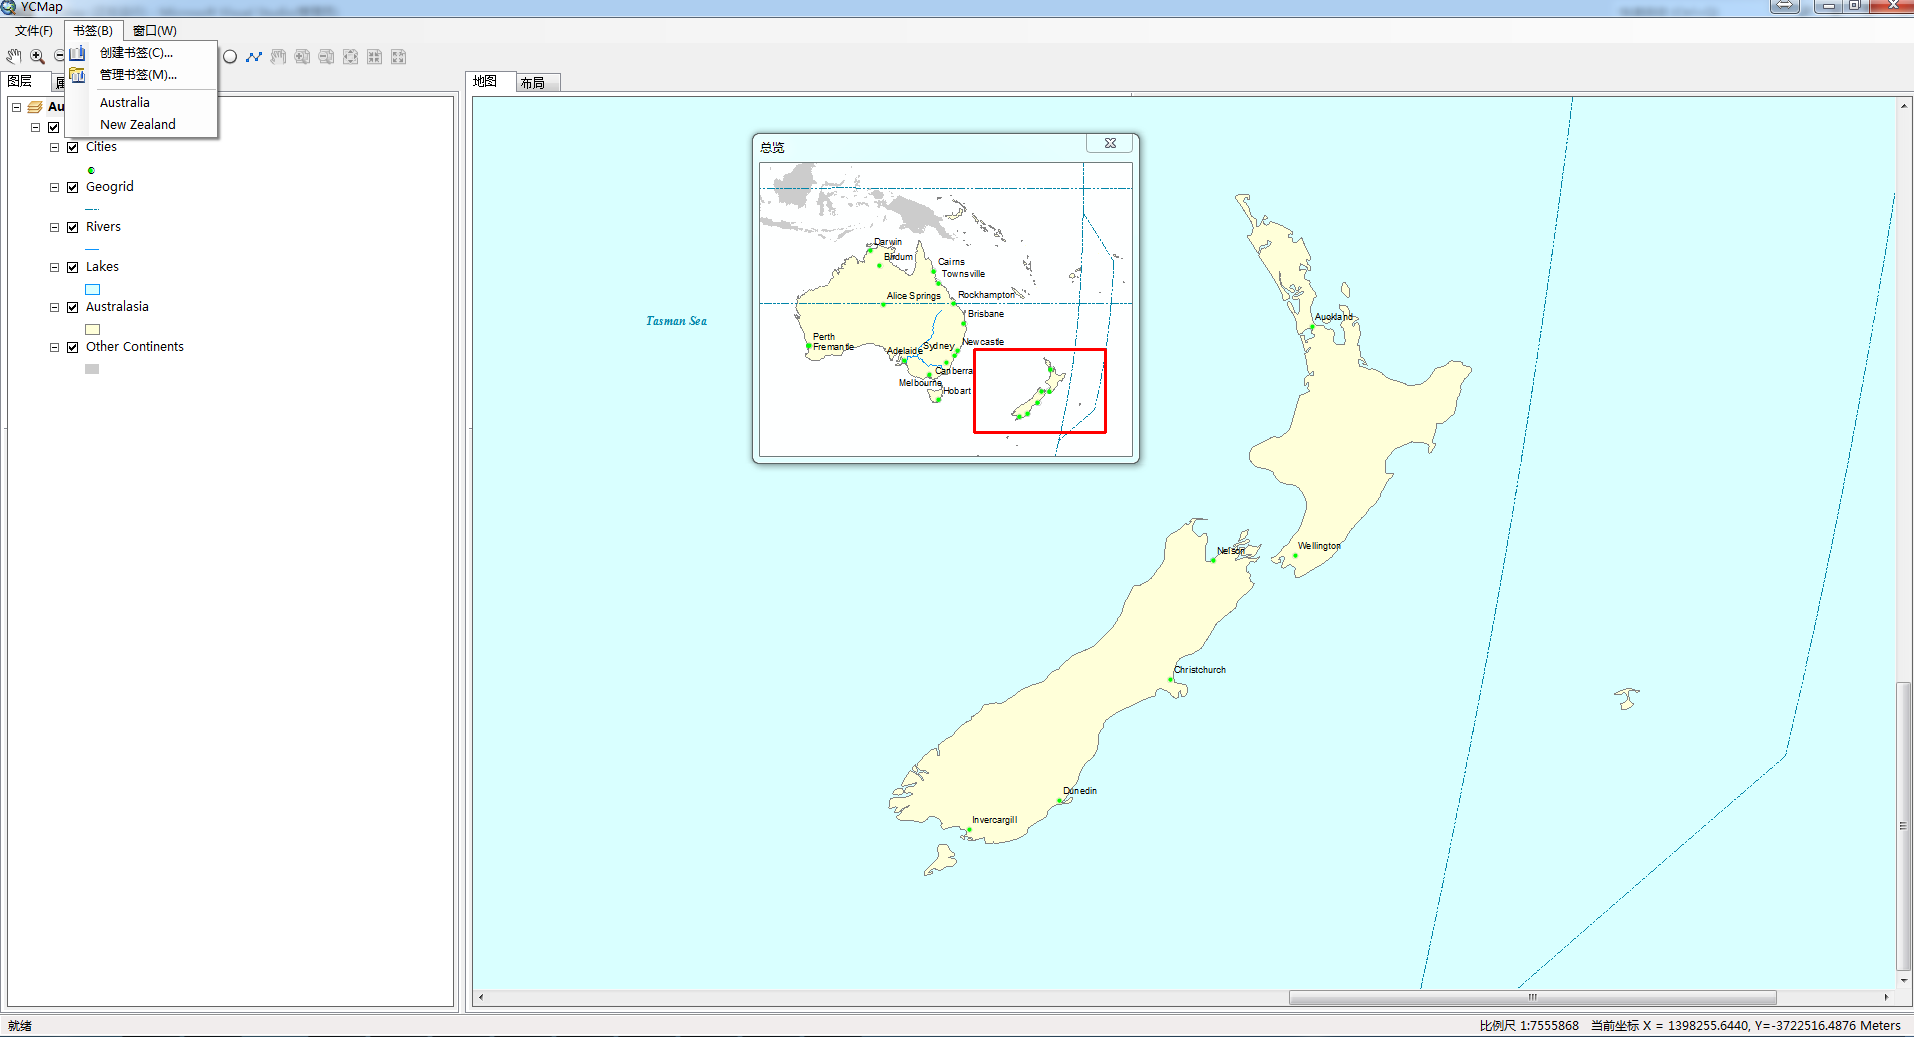 YCMap
文件(F) 书签(B) 窗口(W)
创建书签(C)...
管理书签(M)...
Australia
New Zealand
图层
地图 布局
Au
Cities
Geogrid
Rivers
Lakes
Australasia
Other Continents
总览
Darwin
Birdum
Cairns
Townsville
Alice Springs
Rockhampton
Brisbane
Perth
Fremantle
Adelaide
Sydney
Newcastle
Canberra
Melbourne
Hobart
Tasman Sea
Auckland
Nelson
Wellington
Christchurch
Dunedin
Invercargill
就绪
比例尺 1:7555868 当前坐标 X = 1398255.6440, Y=-3722516.4876 Meters